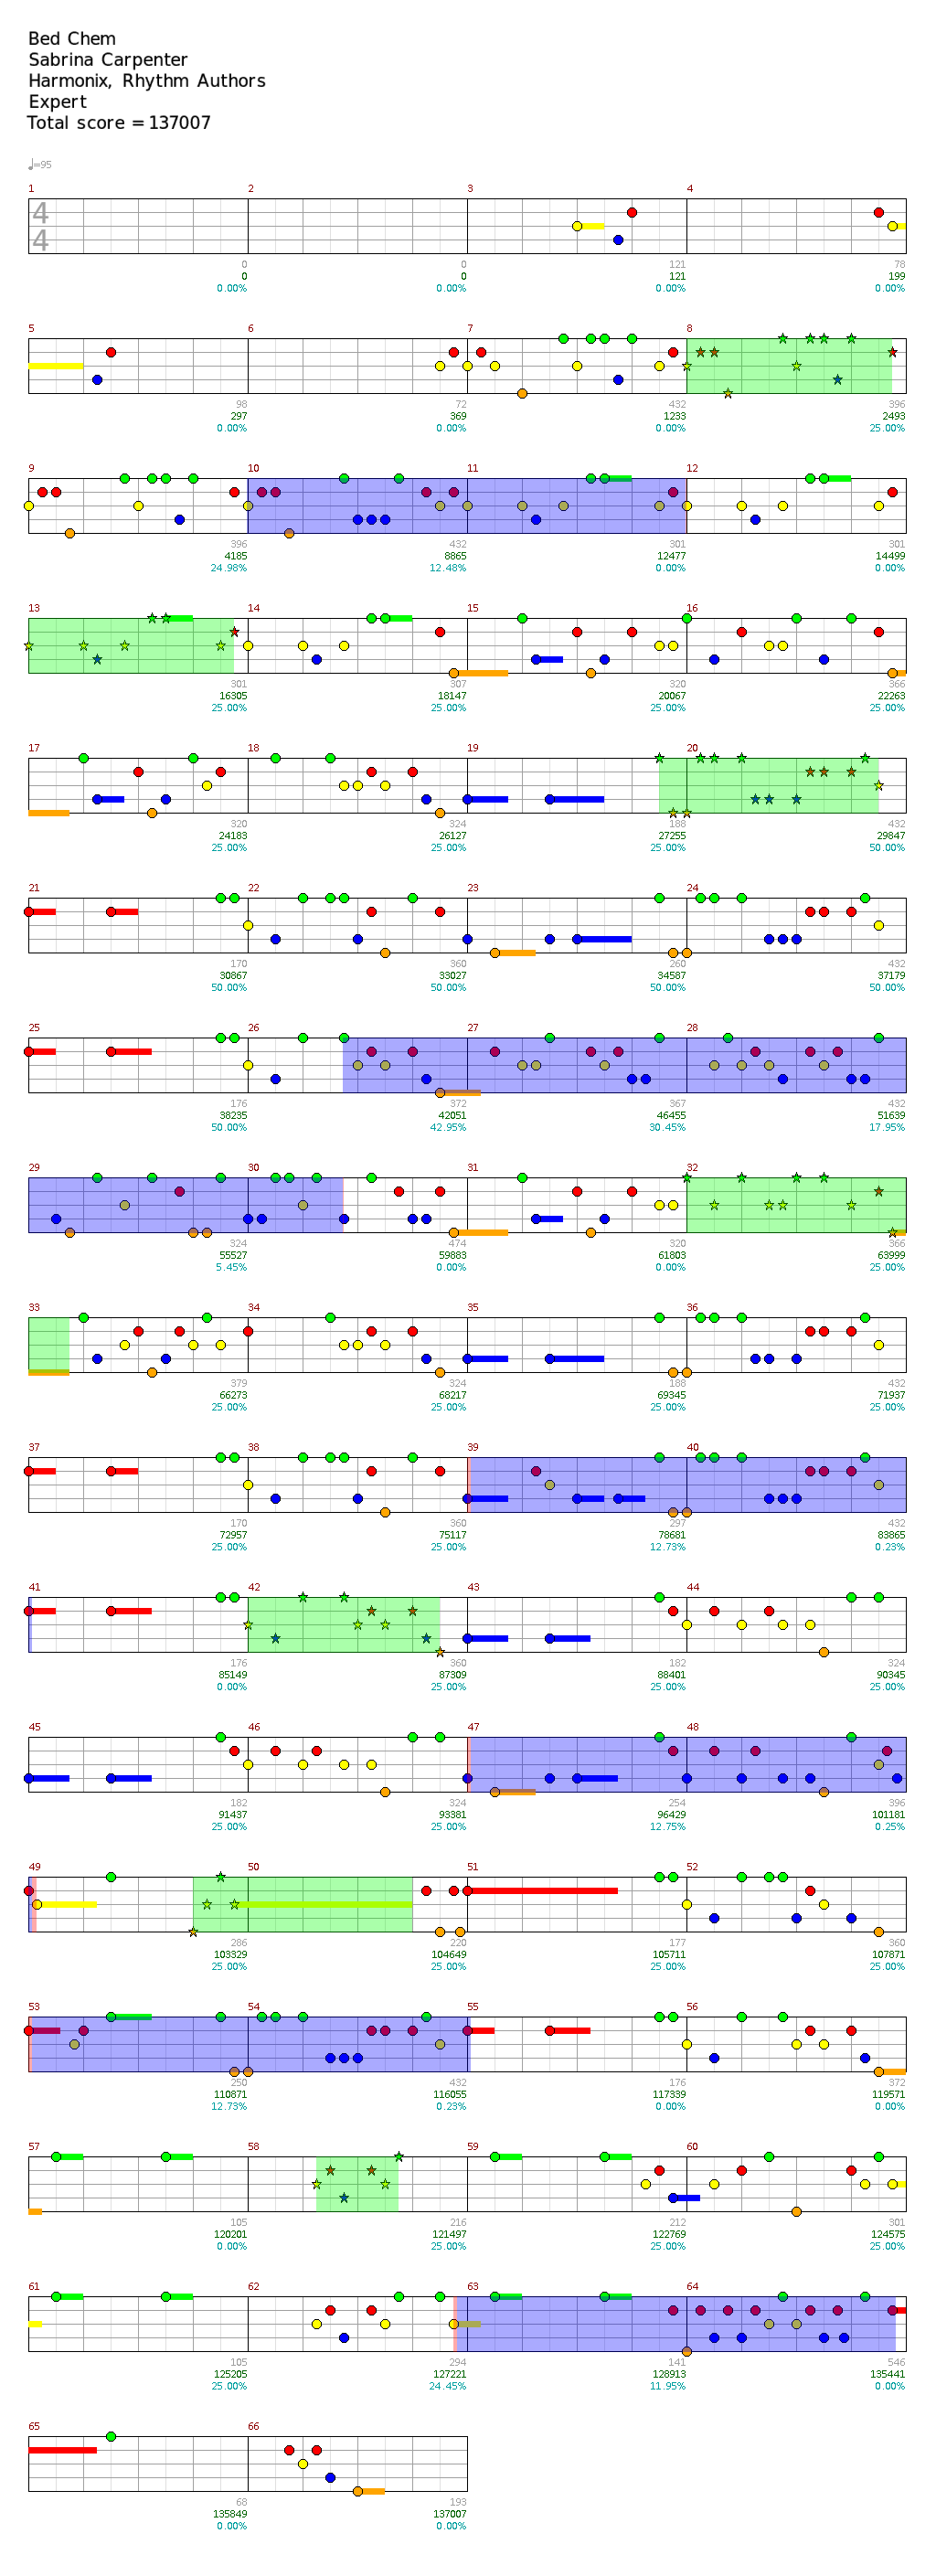 Bed Chem
Sabrina Carpenter
Harmonix, Rhythm Authors
Expert
Total score = 137007
♩=95
1 2 3 4
4
4
0 0 121 78
0 0 121 199
0.00% 0.00% 0.00% 0.00%
5 6 7 8
98 72 432 396
297 369 1233 2493
0.00% 0.00% 0.00% 25.00%
9 10 11 12
396 432 301 301
4185 8865 12477 14499
24.98% 12.48% 0.00% 0.00%
13 14 15 16
301 307 320 366
16305 18147 20067 22263
25.00% 25.00% 25.00% 25.00%
17 18 19 20
320 324 188 432
24183 26127 27255 29847
25.00% 25.00% 25.00% 50.00%
21 22 23 24
170 360 260 432
30867 33027 34587 37179
50.00% 50.00% 50.00% 50.00%
25 26 27 28
176 372 367 432
38235 42051 46455 51639
50.00% 42.95% 30.45% 17.95%
29 30 31 32
324 474 320 366
55527 59883 61803 63999
5.45% 0.00% 0.00% 25.00%
33 34 35 36
379 324 188 432
66273 68217 69345 71937
25.00% 25.00% 25.00% 25.00%
37 38 39 40
170 360 297 432
72957 75117 78681 83865
25.00% 25.00% 12.73% 0.23%
41 42 43 44
176 360 182 324
85149 87309 88401 90345
0.00% 25.00% 25.00% 25.00%
45 46 47 48
182 324 254 396
91437 93381 96429 101181
25.00% 25.00% 12.75% 0.25%
49 50 51 52
286 220 177 360
103329 104649 105711 107871
25.00% 25.00% 25.00% 25.00%
53 54 55 56
250 432 176 372
110871 116055 117339 119571
12.73% 0.23% 0.00% 0.00%
57 58 59 60
105 216 212 301
120201 121497 122769 124575
0.00% 25.00% 25.00% 25.00%
61 62 63 64
105 294 141 546
125205 127221 128913 135441
25.00% 24.45% 11.95% 0.00%
65 66
68 193
135849 137007
0.00% 0.00%